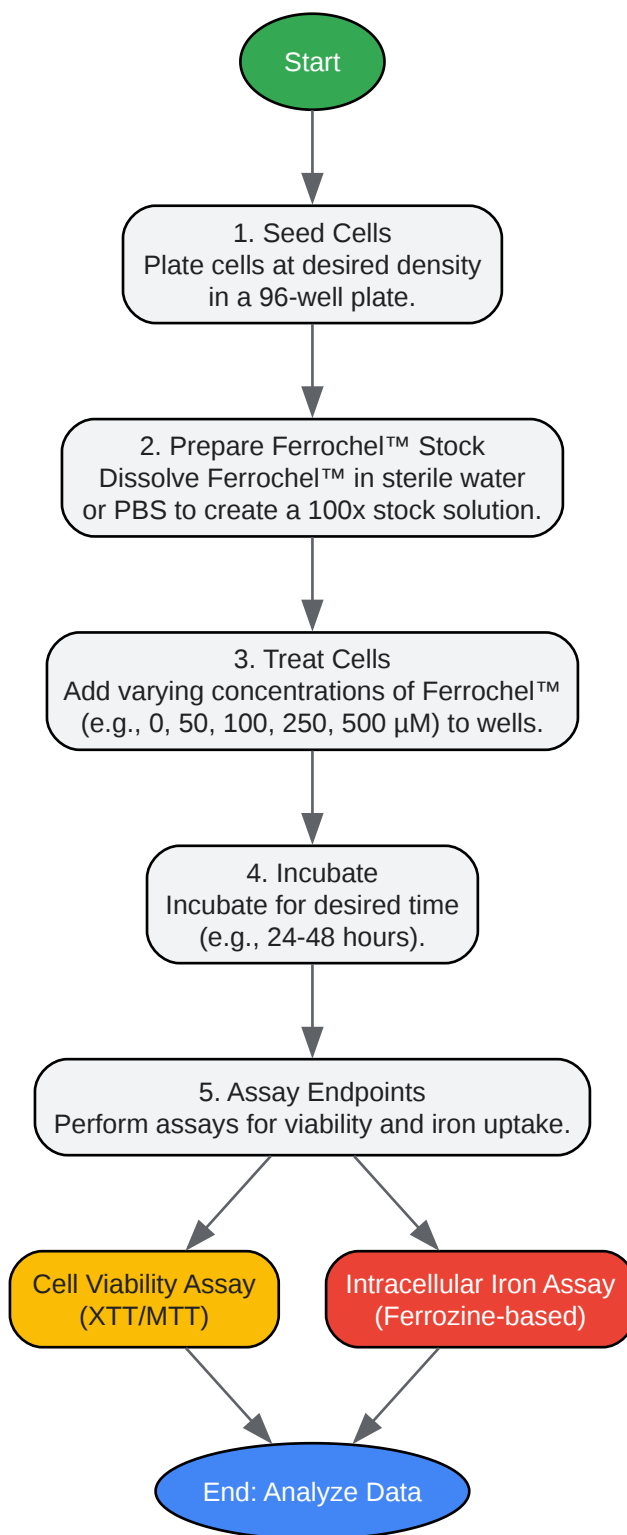 Start
1. Seed Cells
Plate cells at desired density
in a 96-well plate.
2. Prepare Ferrochel™ Stock
Dissolve Ferrochel™ in sterile water
or PBS to create a 100x stock solution.
3. Treat Cells
Add varying concentrations of Ferrochel™
(e.g., 0, 50, 100, 250, 500 µM) to wells.
4. Incubate
Incubate for desired time
(e.g., 24-48 hours).
5. Assay Endpoints
Perform assays for viability and iron uptake.
Cell Viability Assay
(XTT/MTT)
Intracellular Iron Assay
(Ferrozine-based)
End: Analyze Data